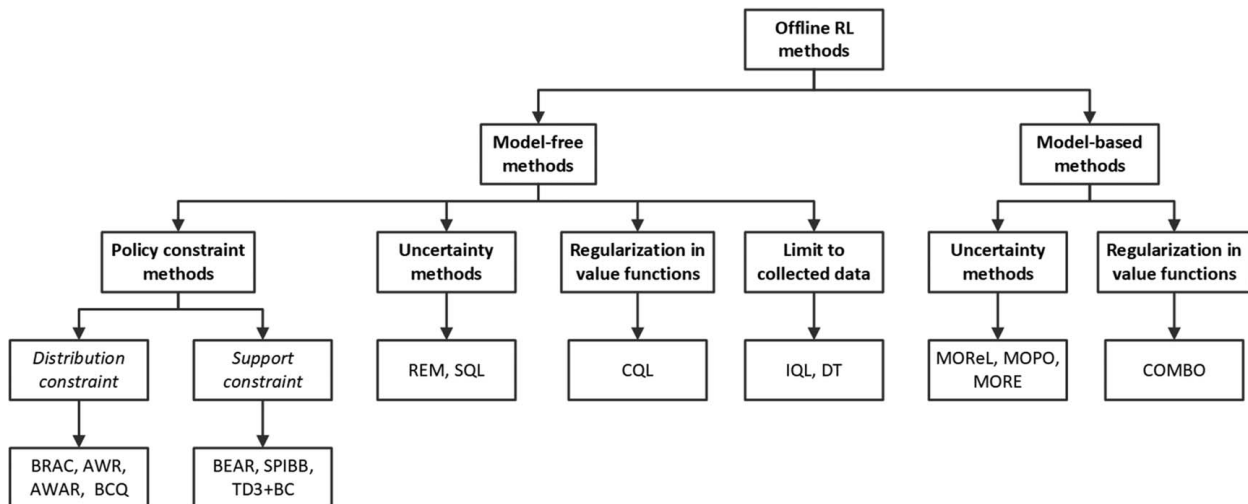 Offline RL
methods
Model-free
methods
Model-based
methods
Policy constraint
methods
Uncertainty
methods
Regularization in
value functions
Limit to
collected data
Uncertainty
methods
Regularization in
value functions
Distribution
constraint
Support
constraint
REM, SQL
CQL
IQL, DT
MOReL, MOPO,
MORE
COMBO
BRAC, AWR,
AWAR, BCQ
BEAR, SPIBB,
TD3+BC